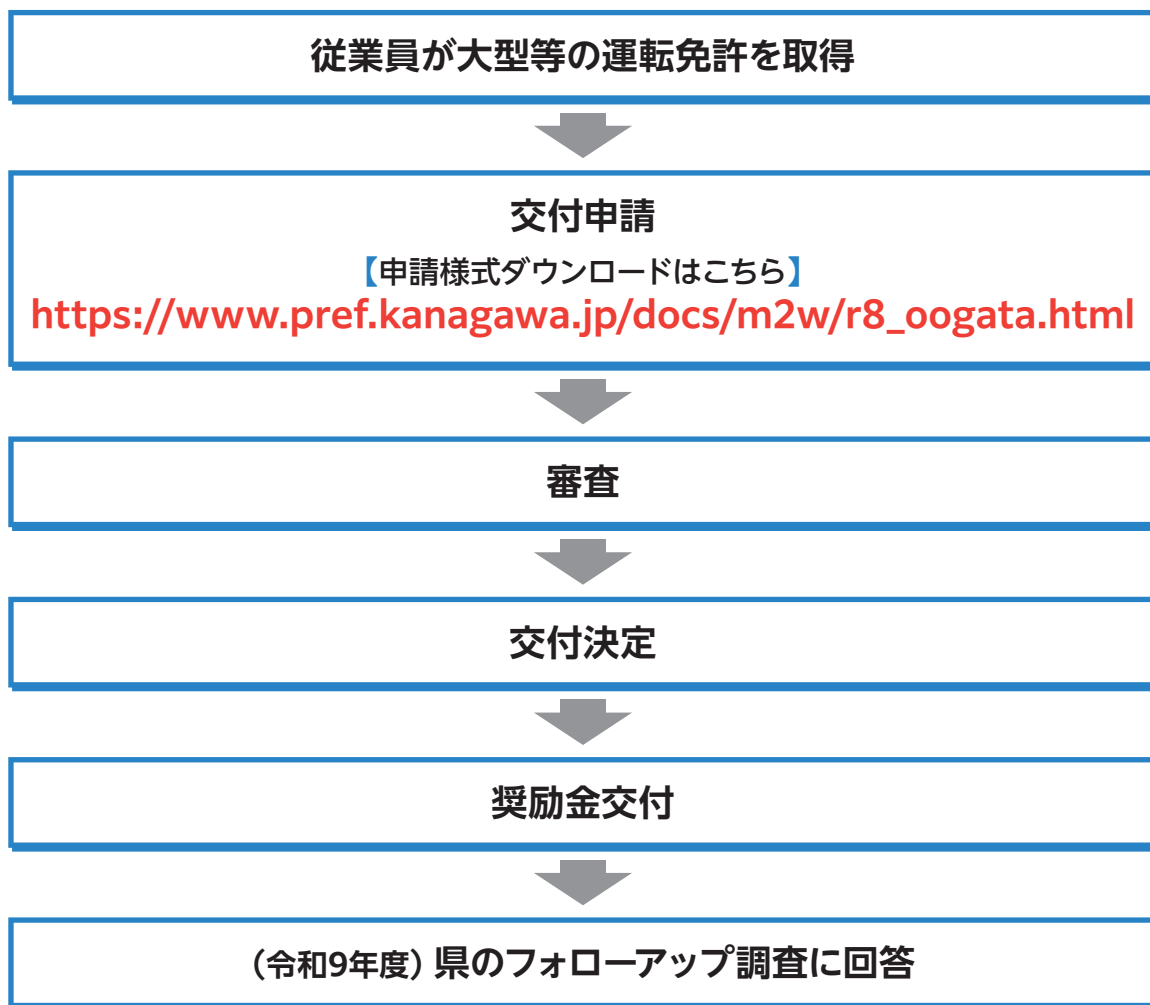 従業員が大型等の運転免許を取得
交付申請
【申請様式ダウンロードはこちら】
https://www.pref.kanagawa.jp/docs/m2w/r8_oogata.html
審査
交付決定
奨励金交付
（令和9年度）県のフォローアップ調査に回答